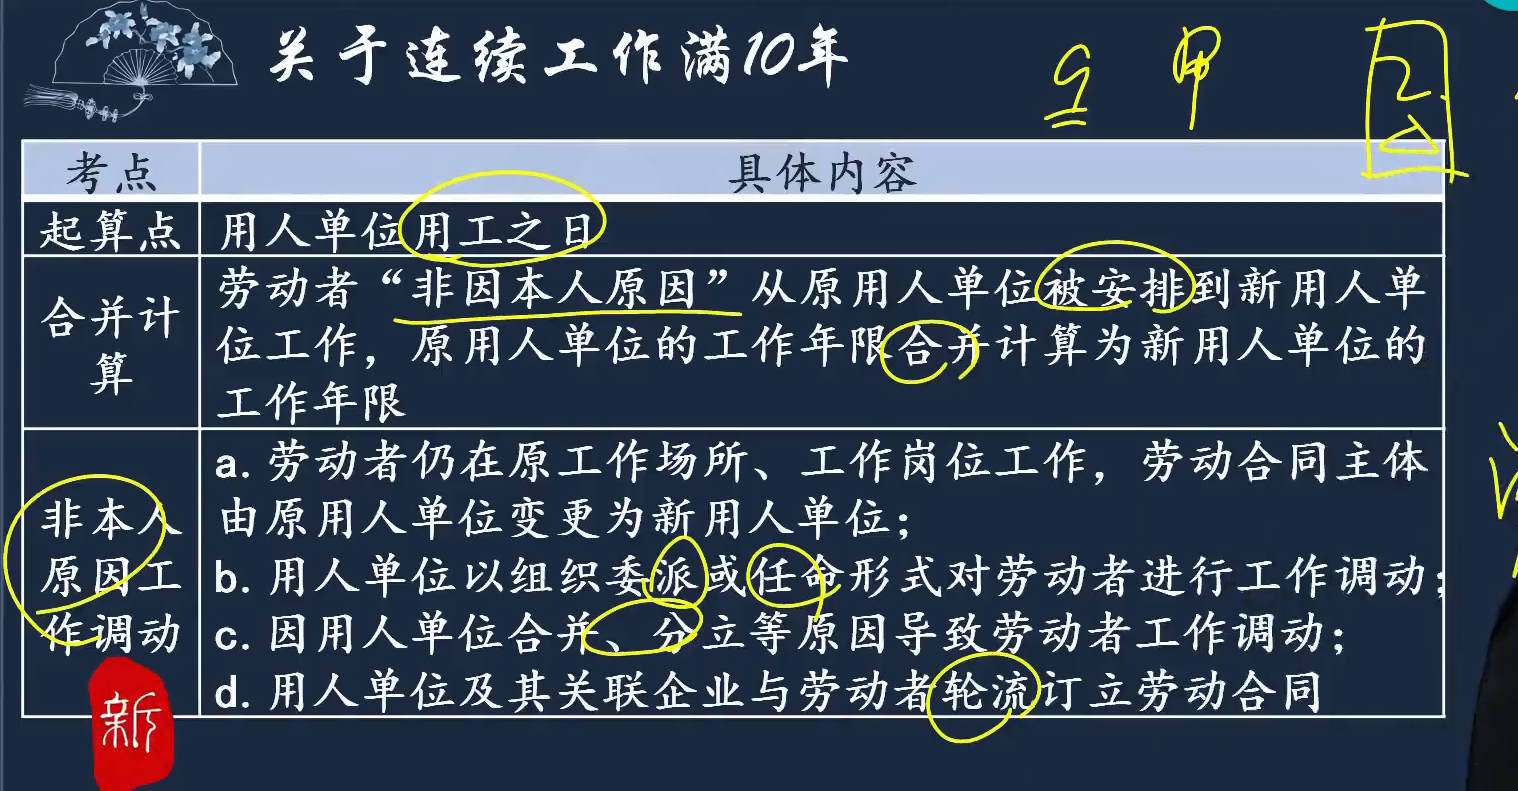 关于连续工作满10年
9 甲
考点 具体内容
起算点 用人单位用工之日
合并计算 劳动者“非因本人原因”从原用人单位被安排到新用人单
位工作，原用人单位的工作年限合并计算为新用人单位的
工作年限
非本人原因工作调动 a. 劳动者仍在原工作场所、工作岗位工作，劳动合同主体
由原用人单位变更为新用人单位；
b. 用人单位以组织委派或任命形式对劳动者进行工作调动；
c. 因用人单位合并、分立等原因导致劳动者工作调动；
d. 用人单位及其关联企业与劳动者轮流订立劳动合同
新